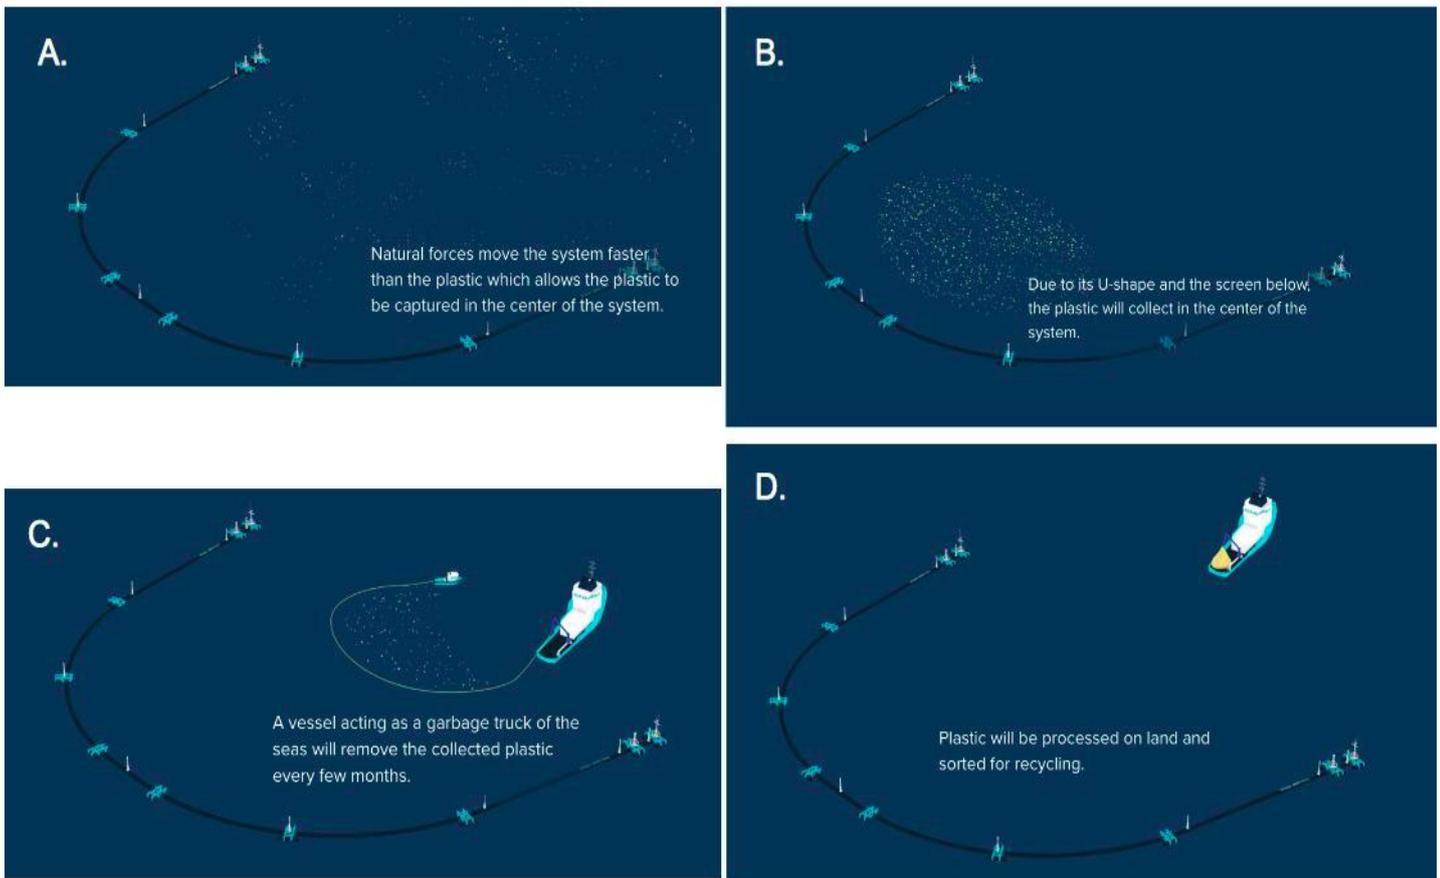 A.
Natural forces move the system faster
than the plastic which allows the plastic to
be captured in the center of the system.
B.
Due to its U-shape and the screen below,
the plastic will collect in the center of the
system.
C.
A vessel acting as a garbage truck of the
seas will remove the collected plastic
every few months.
D.
Plastic will be processed on land and
sorted for recycling.